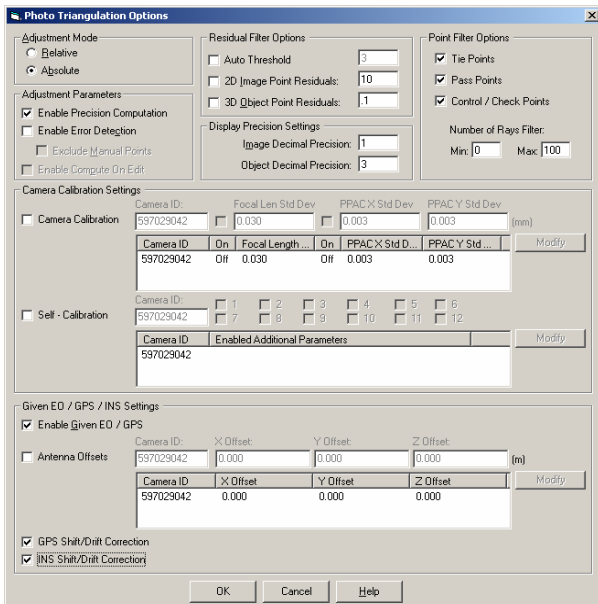 Photo Triangulation Options
Adjustment Mode
Relative
Absolute
Adjustment Parameters
Enable Precision Computation
Enable Error Detection
Exclude Manual Points
Enable Compute On Edit
Residual Filter Options
Auto Threshold 3
2D Image Point Residuals: 10
3D Object Point Residuals: .1
Display Precision Settings
Image Decimal Precision: 1
Object Decimal Precision: 3
Point Filter Options
Tie Points
Pass Points
Control / Check Points
Number of Rays Filter:
Min: 0 Max: 100
Camera Calibration Settings
Camera ID: Focal Len Std Dev PPAC X Std Dev PPAC Y Std Dev
Camera Calibration 597029042 0.030 0.003 0.003 (mm)
Camera ID On Focal Length ... On PPAC X Std D... PPAC Y Std ... Modify
597029042 Off 0.030 Off 0.003 0.003
Camera ID: 1 2 3 4 5 6
Self - Calibration 597029042 7 8 9 10 11 12
Camera ID Enabled Additional Parameters Modify
597029042
Given EO / GPS / INS Settings
Enable Given EO / GPS
Camera ID: X Offset: Y Offset: Z Offset:
Antenna Offsets 597029042 0.000 0.000 0.000 (m)
Camera ID X Offset Y Offset Z Offset Modify
597029042 0.000 0.000 0.000
GPS Shift/Drift Correction
INS Shift/Drift Correction
OK Cancel Help